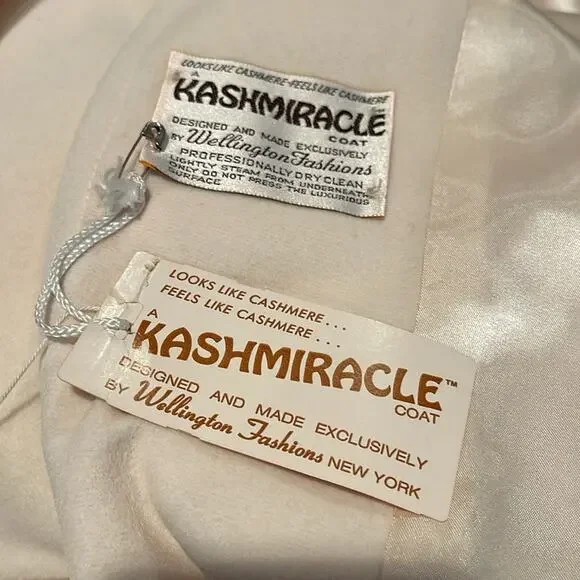 LOOKS LIKE CASHMERE-FEELS LIKE CASHMERE
A
KASHMIRACLE
COAT
DESIGNED AND MADE EXCLUSIVELY
BY Wellington Fashions
PROFESSIONALLY DRY CLEAN
LIGHTLY STEAM FROM UNDERNEATH
ONLY DO NOT PRESS THE LUXURIOUS
SURFACE
LOOKS LIKE CASHMERE...
FEELS LIKE CASHMERE...
A
KASHMIRACLE™
COAT
DESIGNED AND MADE EXCLUSIVELY
BY Wellington Fashions NEW YORK